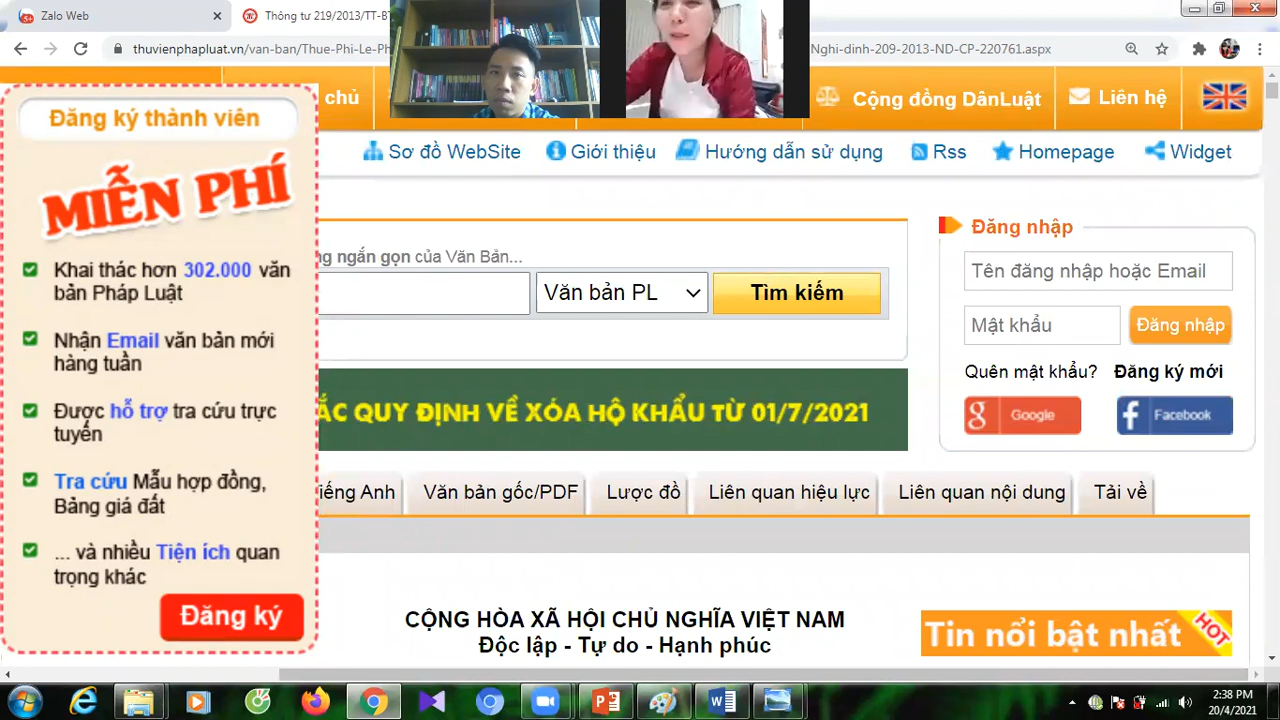 Zalo Web
Thông tư 219/2013/TT-BT
thuvienphapluat.vn/van-ban/Thue-Phi-Le-Ph
Nghi-dinh-209-2013-ND-CP-220761.aspx
chủ
Cộng đồng DânLuật
Liên hệ
Sơ đồ WebSite
Giới thiệu
Hướng dẫn sử dụng
Rss
Homepage
Widget
Đăng ký thành viên
MIỄN PHÍ
Khai thác hơn 302.000 văn
bản Pháp Luật
Nhận Email văn bản mới
hàng tuần
Được hỗ trợ tra cứu trực
tuyến
Tra cứu Mẫu hợp đồng,
Bảng giá đất
... và nhiều Tiện ích quan
trọng khác
Đăng ký
ng ngắn gọn của Văn Bản...
Văn bản PL
Tìm kiếm
Đăng nhập
Tên đăng nhập hoặc Email
Mật khẩu
Đăng nhập
Quên mật khẩu?
Đăng ký mới
Google
Facebook
ẮC QUY ĐỊNH VỀ XÓA HỘ KHẨU TỪ 01/7/2021
iếng Anh
Văn bản gốc/PDF
Lược đồ
Liên quan hiệu lực
Liên quan nội dung
Tải về
CỘNG HÒA XÃ HỘI CHỦ NGHĨA VIỆT NAM
Độc lập - Tự do - Hạnh phúc
Tin nổi bật nhất
HOT
2:38 PM
20/4/2021